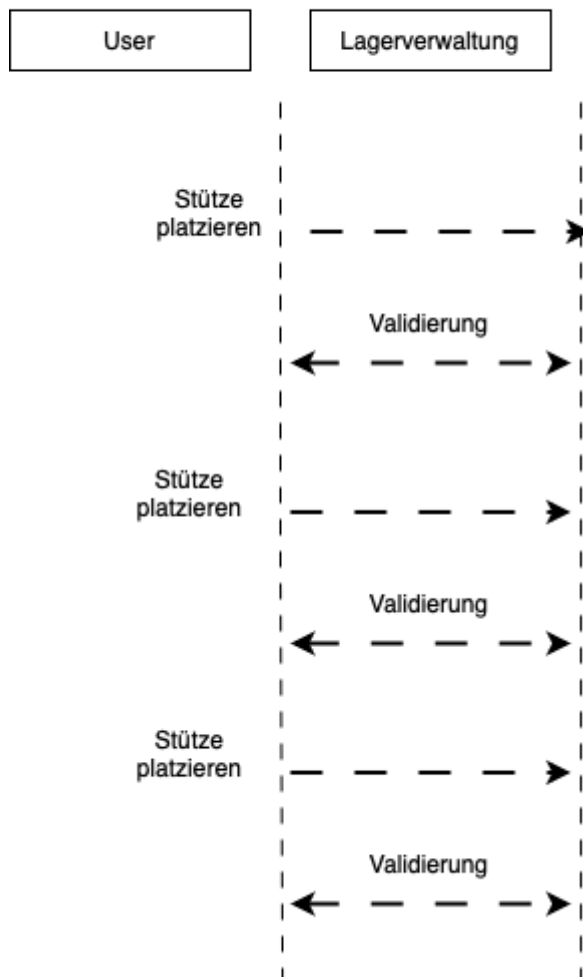 User
Lagerverwaltung
Stütze
platzieren
Validierung
Stütze
platzieren
Validierung
Stütze
platzieren
Validierung